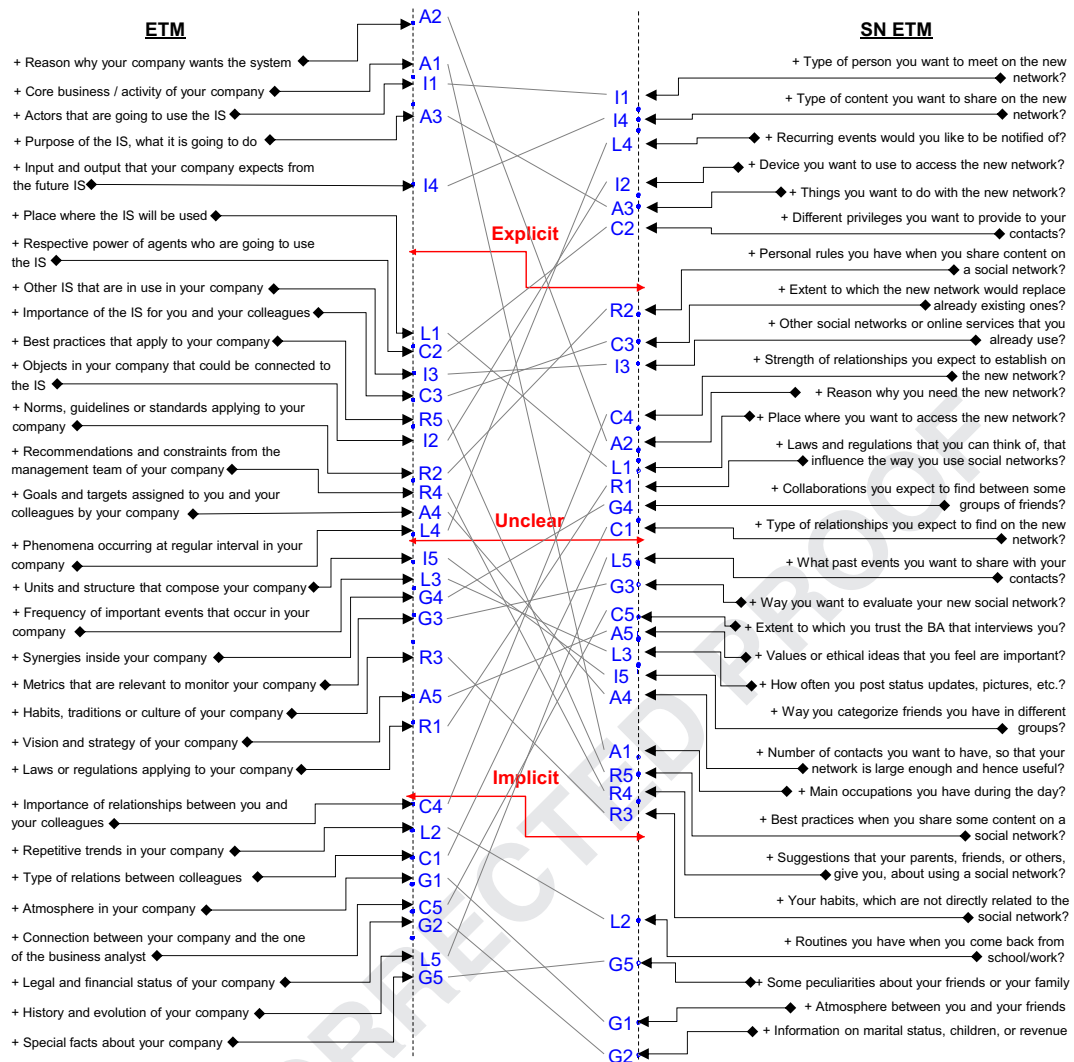 ETM
+ Reason why your company wants the system
+ Core business / activity of your company
+ Actors that are going to use the IS
+ Purpose of the IS, what it is going to do
+ Input and output that your company expects from
the future IS
+ Place where the IS will be used
+ Respective power of agents who are going to use
the IS
+ Other IS that are in use in your company
+ Importance of the IS for you and your colleagues
+ Best practices that apply to your company
+ Objects in your company that could be connected to
the IS
+ Norms, guidelines or standards applying to your
company
+ Recommendations and constraints from the
management team of your company
+ Goals and targets assigned to you and your
colleagues by your company
+ Phenomena occurring at regular interval in your
company
+ Units and structure that compose your company
+ Frequency of important events that occur in your
company
+ Synergies inside your company
+ Metrics that are relevant to monitor your company
+ Habits, traditions or culture of your company
+ Vision and strategy of your company
+ Laws or regulations applying to your company
+ Importance of relationships between you and
your colleagues
+ Repetitive trends in your company
+ Type of relations between colleagues
+ Atmosphere in your company
+ Connection between your company and the one
of the business analyst
+ Legal and financial status of your company
+ History and evolution of your company
+ Special facts about your company
A2
A1
I1
A3
I4
L1
C2
I3
C3
R5
I2
R2
R4
A4
L4
I5
L3
G4
G3
R3
A5
R1
C4
L2
C1
G1
C5
G2
L5
G5
Explicit
Unclear
Implicit
I1
I4
L4
I2
A3
C2
R2
C3
I3
C4
A2
L1
R1
G4
C1
L5
G3
C5
A5
L3
I5
A4
A1
R5
R4
R3
L2
G5
G1
G2
SN ETM
+ Type of person you want to meet on the new
network?
+ Type of content you want to share on the new
network?
+ Recurring events would you like to be notified of?
+ Device you want to use to access the new network?
+ Things you want to do with the new network?
+ Different privileges you want to provide to your
contacts?
+ Personal rules you have when you share content on
a social network?
+ Extent to which the new network would replace
already existing ones?
+ Other social networks or online services that you
already use?
+ Strength of relationships you expect to establish on
the new network?
+ Reason why you need the new network?
+ Place where you want to access the new network?
+ Laws and regulations that you can think of, that
influence the way you use social networks?
+ Collaborations you expect to find between some
groups of friends?
+ Type of relationships you expect to find on the new
network?
+ What past events you want to share with your
contacts?
+ Way you want to evaluate your new social network?
+ Extent to which you trust the BA that interviews you?
+ Values or ethical ideas that you feel are important?
+ How often you post status updates, pictures, etc.?
+ Way you categorize friends you have in different
groups?
+ Number of contacts you want to have, so that your
network is large enough and hence useful?
+ Main occupations you have during the day?
+ Best practices when you share some content on a
social network?
+ Suggestions that your parents, friends, or others,
give you, about using a social network?
+ Your habits, which are not directly related to the
social network?
+ Routines you have when you come back from
school/work?
+ Some peculiarities about your friends or your family
+ Atmosphere between you and your friends
+ Information on marital status, children, or revenue
ORRECTED PROOF